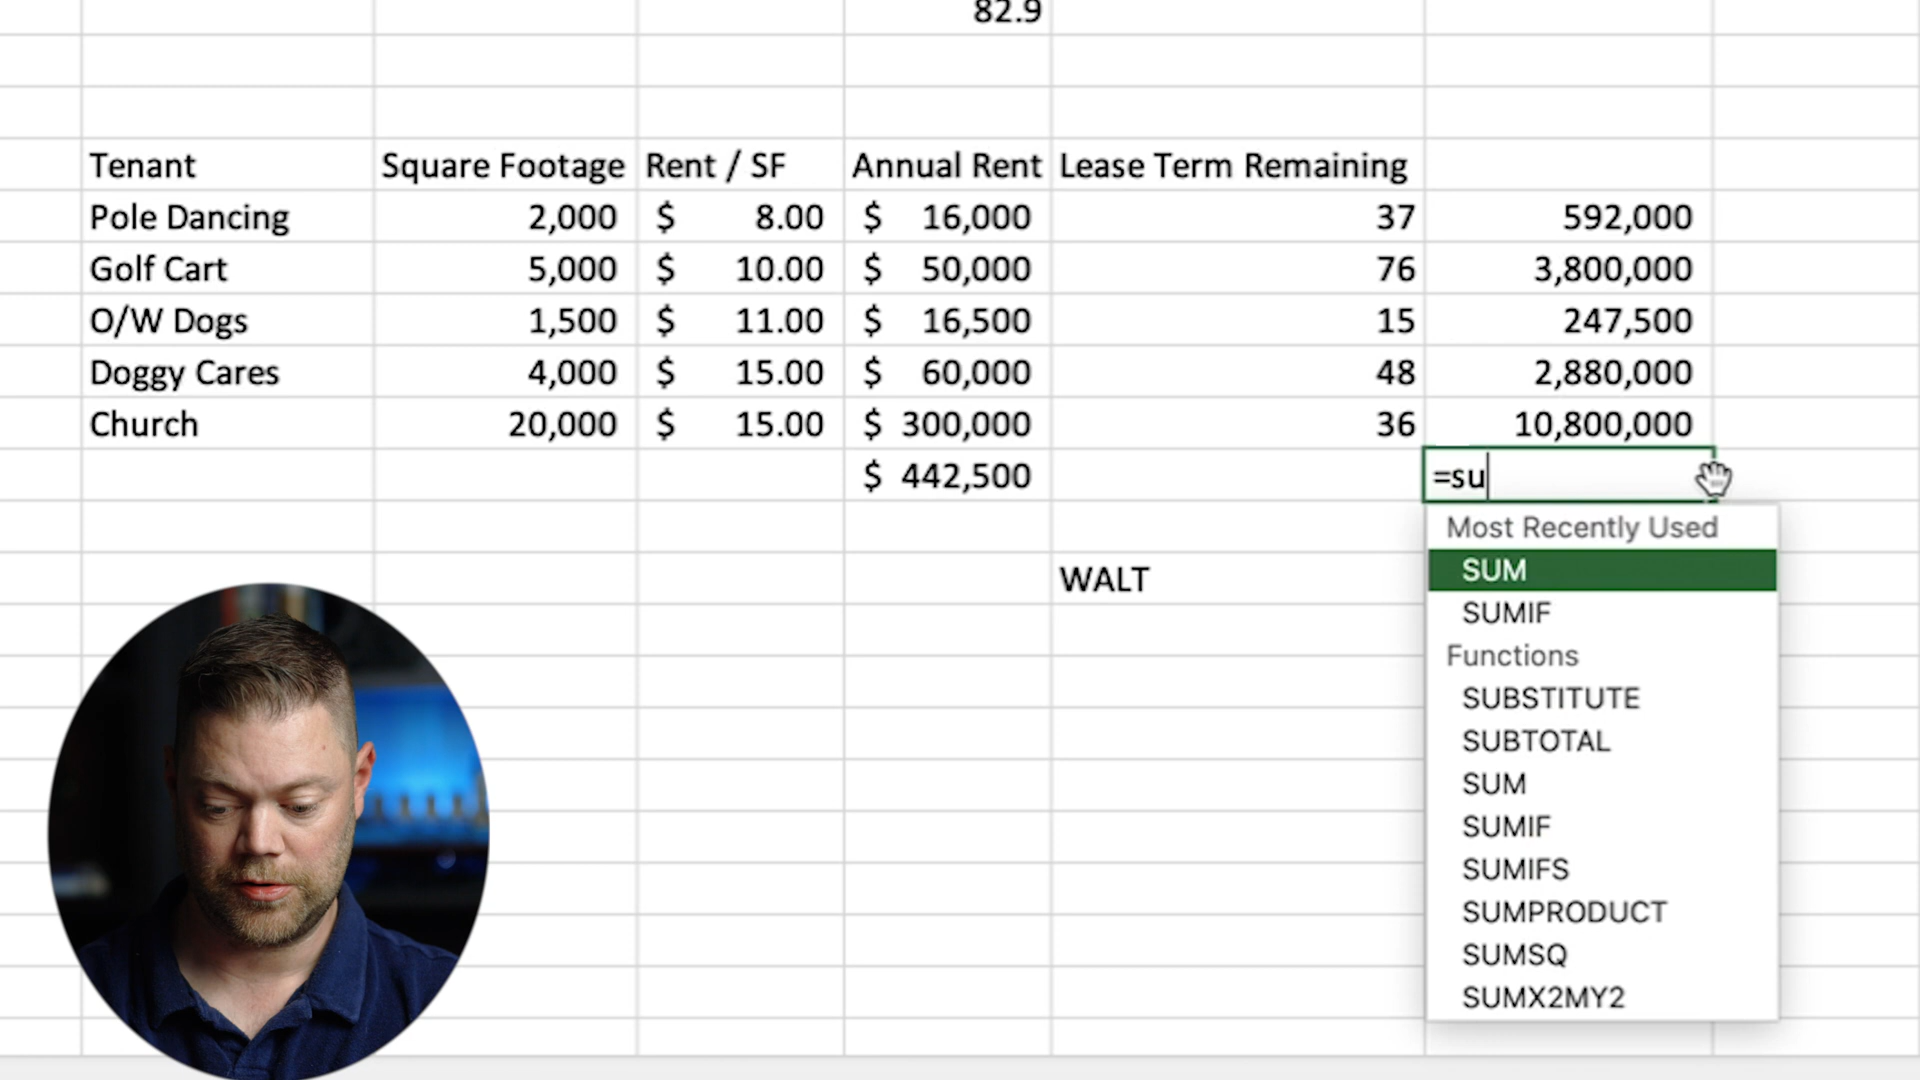 82.9
Tenant Square Footage Rent / SF Annual Rent Lease Term Remaining
Pole Dancing 2,000 $ 8.00 $ 16,000 37 592,000
Golf Cart 5,000 $ 10.00 $ 50,000 76 3,800,000
O/W Dogs 1,500 $ 11.00 $ 16,500 15 247,500
Doggy Cares 4,000 $ 15.00 $ 60,000 48 2,880,000
Church 20,000 $ 15.00 $ 300,000 36 10,800,000
$ 442,500 =su
Most Recently Used
SUM
WALT
SUMIF
Functions
SUBSTITUTE
SUBTOTAL
SUM
SUMIF
SUMIFS
SUMPRODUCT
SUMSQ
SUMX2MY2